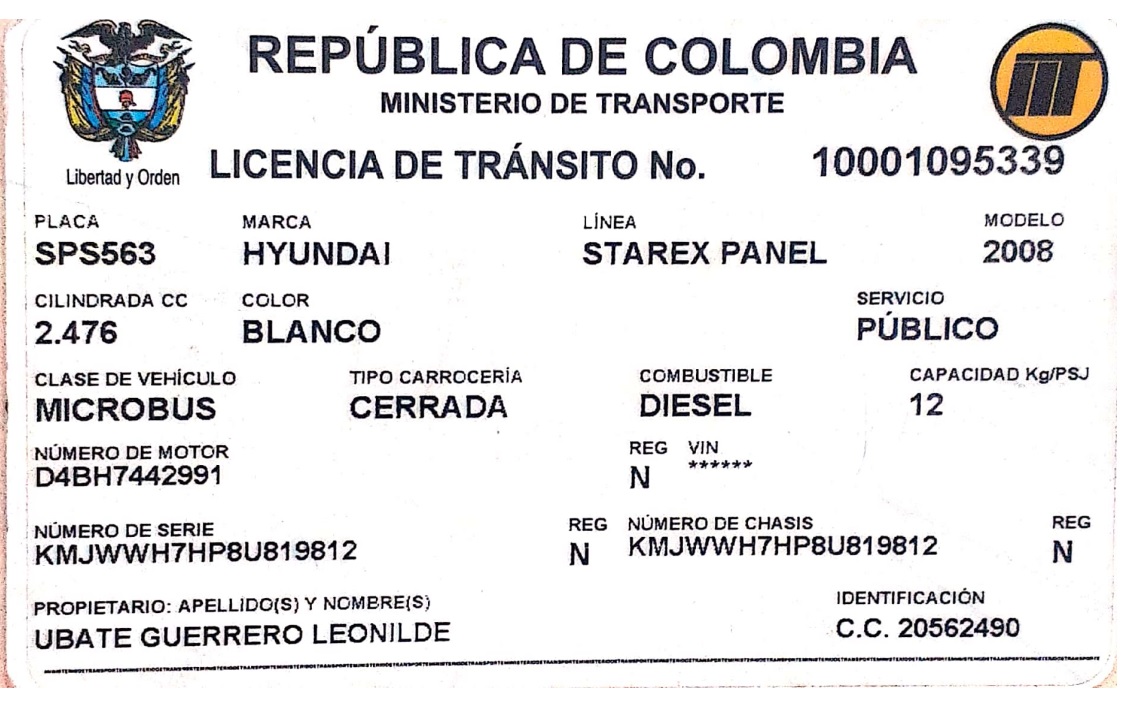 REPÚBLICA DE COLOMBIA
MINISTERIO DE TRANSPORTE
Libertad y Orden
LICENCIA DE TRÁNSITO No. 10001095339
PLACA MARCA LÍNEA MODELO
SPS563 HYUNDAI STAREX PANEL 2008
CILINDRADA CC COLOR SERVICIO
2.476 BLANCO PÚBLICO
CLASE DE VEHÍCULO TIPO CARROCERÍA COMBUSTIBLE CAPACIDAD Kg/PSJ
MICROBUS CERRADA DIESEL 12
NÚMERO DE MOTOR REG VIN
D4BH7442991 N ******
NÚMERO DE SERIE REG NÚMERO DE CHASIS REG
KMJWWH7HP8U819812 N KMJWWH7HP8U819812 N
PROPIETARIO: APELLIDO(S) Y NOMBRE(S) IDENTIFICACIÓN
UBATE GUERRERO LEONILDE C.C. 20562490